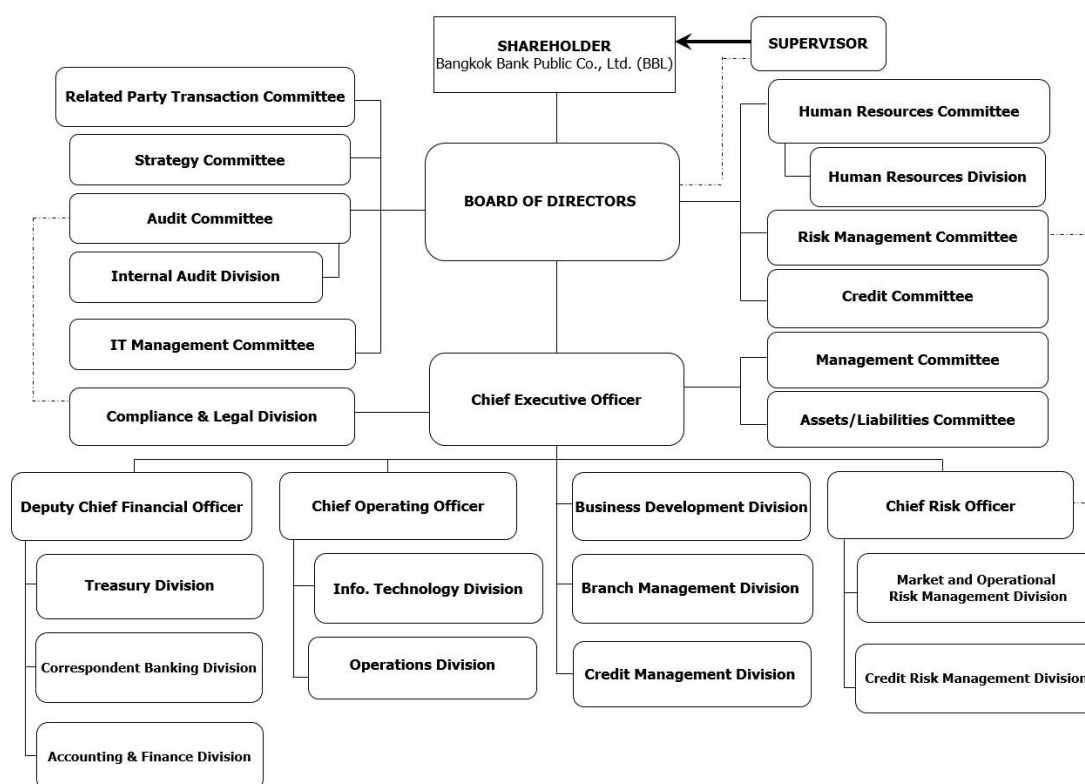 SHAREHOLDER
Bangkok Bank Public Co., Ltd. (BBL)
SUPERVISOR
Related Party Transaction Committee
Strategy Committee
Audit Committee
Internal Audit Division
IT Management Committee
Compliance & Legal Division
BOARD OF DIRECTORS
Chief Executive Officer
Human Resources Committee
Human Resources Division
Risk Management Committee
Credit Committee
Management Committee
Assets/Liabilities Committee
Deputy Chief Financial Officer
Treasury Division
Correspondent Banking Division
Accounting & Finance Division
Chief Operating Officer
Info. Technology Division
Operations Division
Business Development Division
Branch Management Division
Credit Management Division
Chief Risk Officer
Market and Operational
Risk Management Division
Credit Risk Management Division